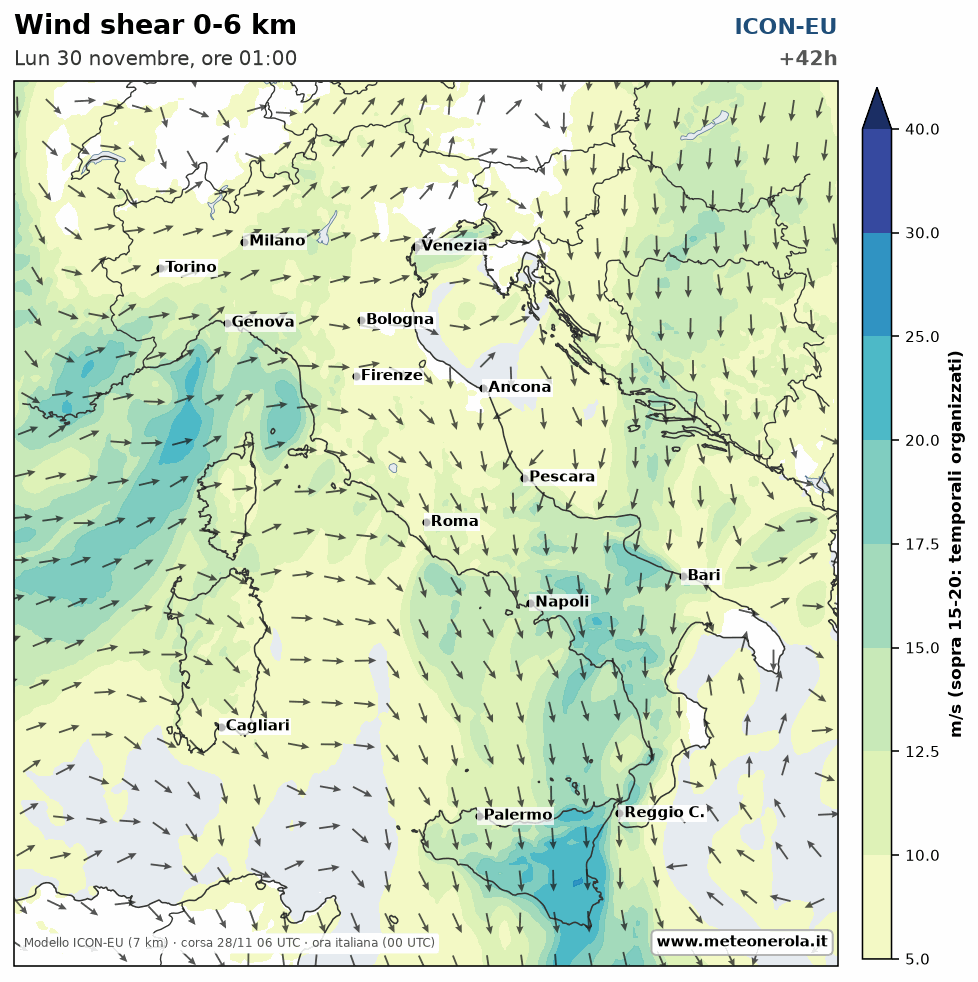 Wind shear 0-6 km
ICON-EU
Lun 30 novembre, ore 01:00
+42h
Milano
Venezia
Torino
Genova
Bologna
Firenze
Ancona
Pescara
Roma
Bari
Napoli
Cagliari
Palermo
Reggio C.
40.0
30.0
25.0
20.0
17.5
15.0
12.5
10.0
5.0
m/s (sopra 15-20: temporali organizzati)
Modello ICON-EU (7 km) · corsa 28/11 06 UTC · ora italiana (00 UTC)
www.meteonerola.it